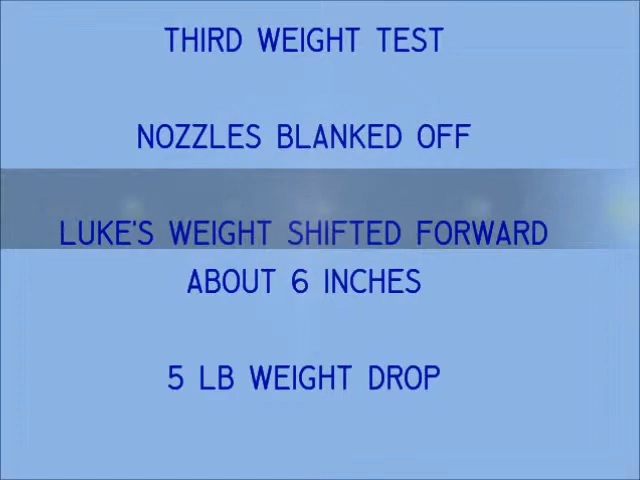 THIRD WEIGHT TEST
NOZZLES BLANKED OFF
LUKE'S WEIGHT SHIFTED FORWARD
ABOUT 6 INCHES
5 LB WEIGHT DROP